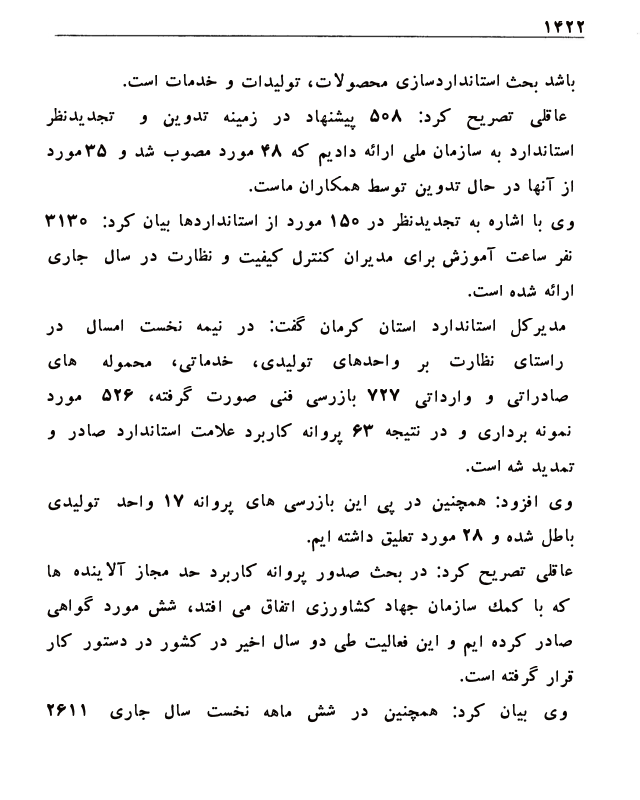 ۱۴۲۲
باشد بحث استانداردسازی محصولات، تولیدات و خدمات است.
عاقلی تصریح کرد: ۵۰۸ پیشنهاد در زمینه تدوین و تجدیدنظر
استاندارد به سازمان ملی ارائه دادیم که ۴۸ مورد مصوب شد و ۳۵مورد
از آنها در حال تدوین توسط همکاران ماست.
وی با اشاره به تجدیدنظر در ۱۵۰ مورد از استانداردها بیان کرد: ۳۱۳۰
نفر ساعت آموزش برای مدیران کنترل کیفیت و نظارت در سال جاری
ارائه شده است.
مدیرکل استاندارد استان کرمان گفت: در نیمه نخست امسال در
راستای نظارت بر واحدهای تولیدی، خدماتی، محموله های
صادراتی و وارداتی ۷۲۷ بازرسی فنی صورت گرفته، ۵۲۶ مورد
نمونه برداری و در نتیجه ۶۳ پروانه کاربرد علامت استاندارد صادر و
تمدید شه است.
وی افزود: همچنین در پی این بازرسی های پروانه ۱۷ واحد تولیدی
باطل شده و ۲۸ مورد تعلیق داشته ایم.
عاقلی تصریح کرد: در بحث صدور پروانه کاربرد حد مجاز آلاینده ها
که با کمك سازمان جهاد کشاورزی اتفاق می افتد، شش مورد گواهی
صادر کرده ایم و این فعالیت طی دو سال اخیر در کشور در دستور کار
قرار گرفته است.
وی بیان کرد: همچنین در شش ماهه نخست سال جاری ۲۶۱۱